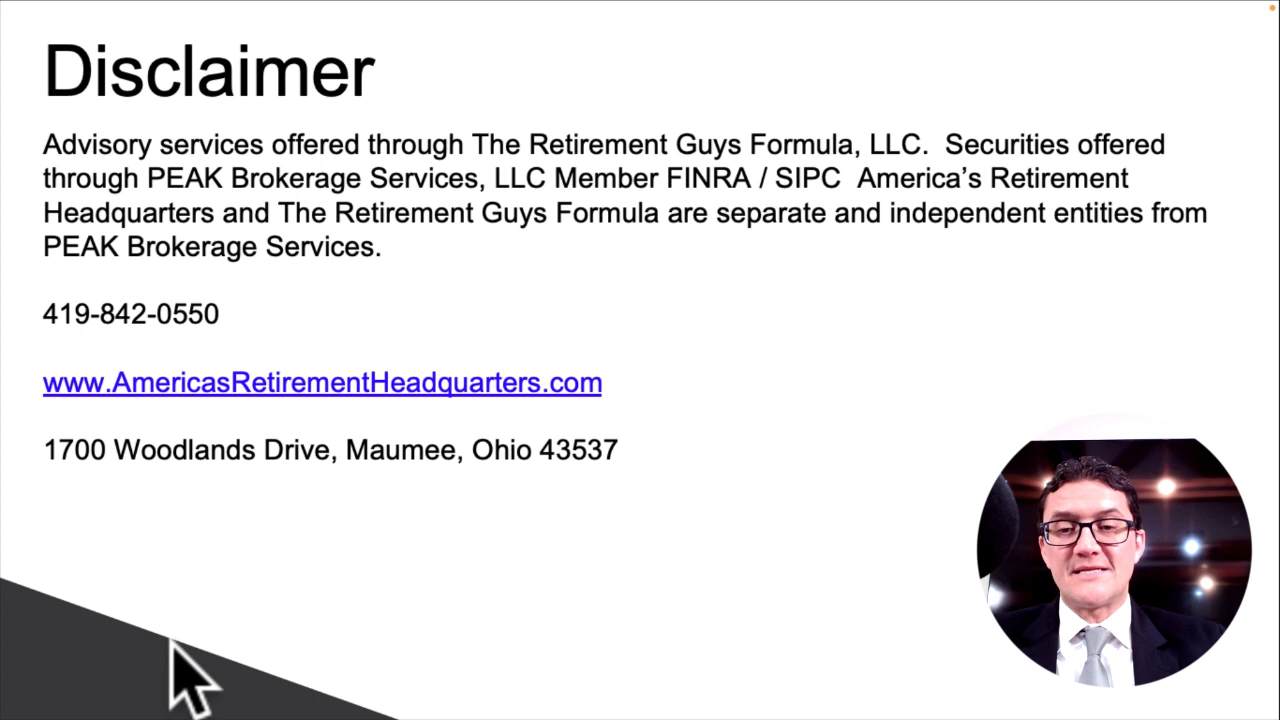 Disclaimer
Advisory services offered through The Retirement Guys Formula, LLC.  Securities offered
through PEAK Brokerage Services, LLC Member FINRA / SIPC  America’s Retirement
Headquarters and The Retirement Guys Formula are separate and independent entities from
PEAK Brokerage Services.
419-842-0550
www.AmericasRetirementHeadquarters.com
1700 Woodlands Drive, Maumee, Ohio 43537